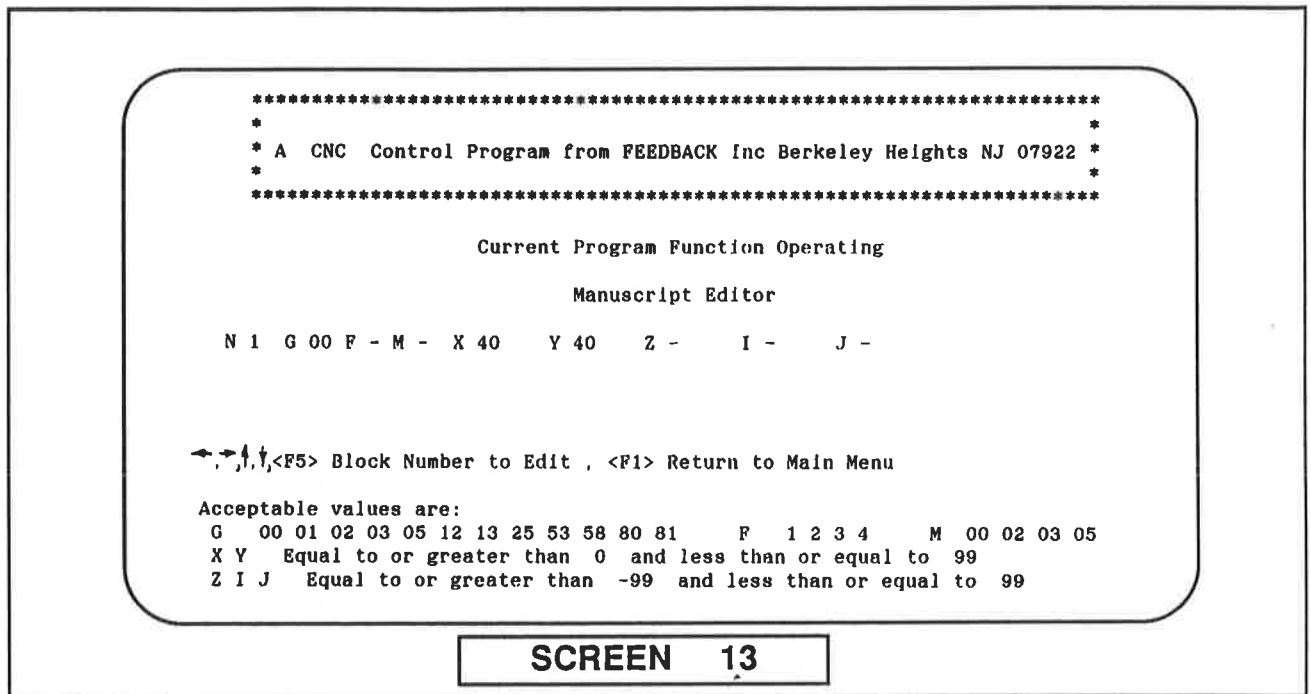 ************************************************************************
* *
* A CNC Control Program from FEEDBACK Inc Berkeley Heights NJ 07922 *
* *
************************************************************************
Current Program Function Operating
Manuscript Editor
N 1 G 00 F - M - X 40 Y 40 Z - I - J -
←,→,↑,↓,<F5> Block Number to Edit , <F1> Return to Main Menu
Acceptable values are:
G 00 01 02 03 05 12 13 25 53 58 80 81 F 1 2 3 4 M 00 02 03 05
X Y Equal to or greater than 0 and less than or equal to 99
Z I J Equal to or greater than -99 and less than or equal to 99
SCREEN 13